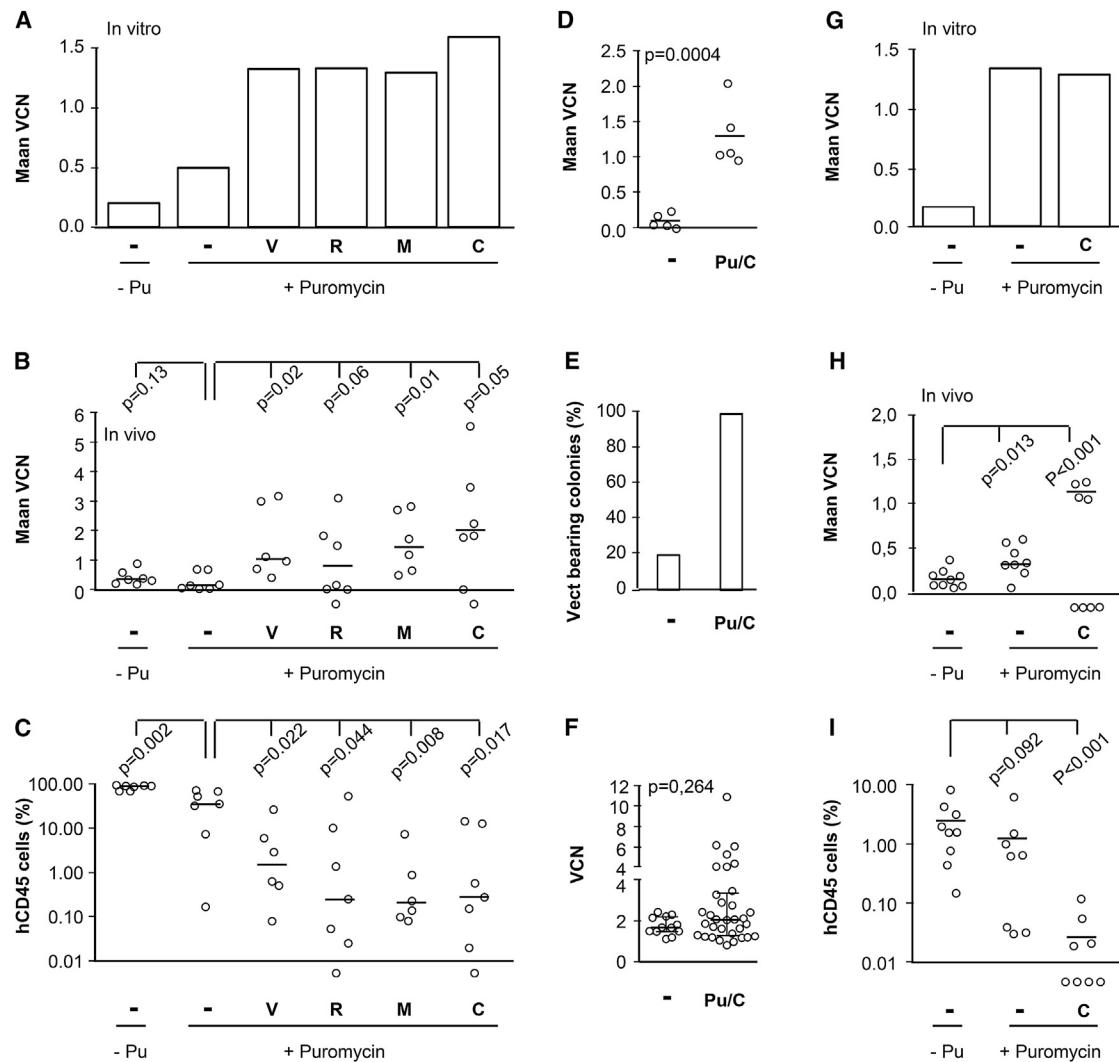 A
In vitro
Maan VCN
1.5
1.0
0.5
0.0
- - V R M C
- Pu + Puromycin
B
p=0.13 p=0.02 p=0.06 p=0.01 p=0.05
In vivo
Maan VCN
6
5
4
3
2
1
0
- - V R M C
- Pu + Puromycin
C
p=0.002 p=0.022 p=0.044 p=0.008 p=0.017
hCD45 cells (%)
100.00
10.00
1.00
0.10
0.01
- - V R M C
- Pu + Puromycin
D
p=0.0004
Maan VCN
2.5
2.0
1.5
1.0
0.5
0.0
- Pu/C
E
Vect bearing colonies (%)
100
80
60
40
20
0
- Pu/C
F
p=0,264
VCN
12
10
8
6
4
4
2
0
- Pu/C
G
In vitro
Maan VCN
1.5
1.0
0.5
0.0
- - C
- Pu + Puromycin
H
In vivo
p=0.013 P<0.001
Maan VCN
2,0
1,5
1,0
0,5
0,0
- - C
- Pu + Puromycin
I
p=0.092 P<0.001
hCD45 cells (%)
10.00
1.00
0.10
0.01
- - C
- Pu + Puromycin